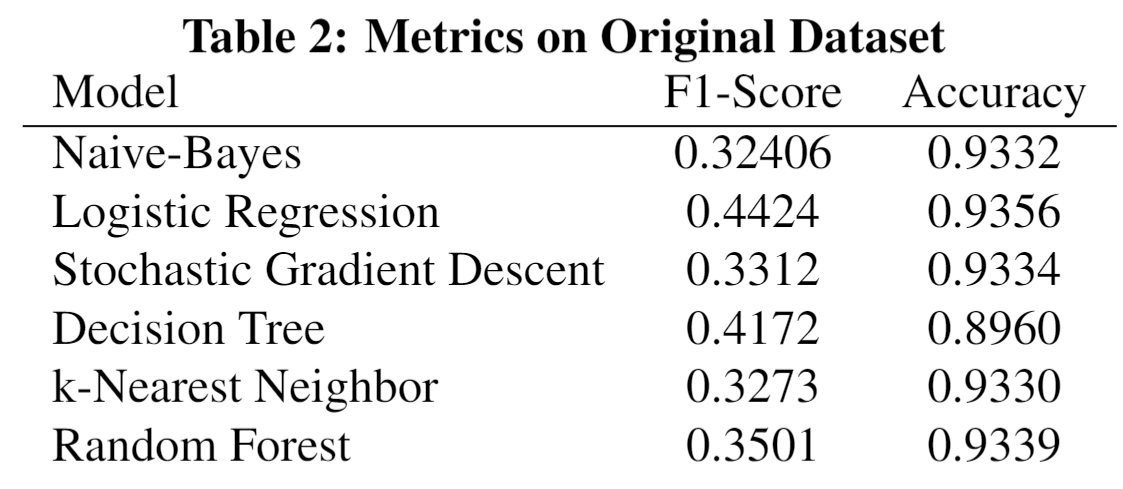 Table 2: Metrics on Original Dataset
Model F1-Score Accuracy
Naive-Bayes 0.32406 0.9332
Logistic Regression 0.4424 0.9356
Stochastic Gradient Descent 0.3312 0.9334
Decision Tree 0.4172 0.8960
k-Nearest Neighbor 0.3273 0.9330
Random Forest 0.3501 0.9339